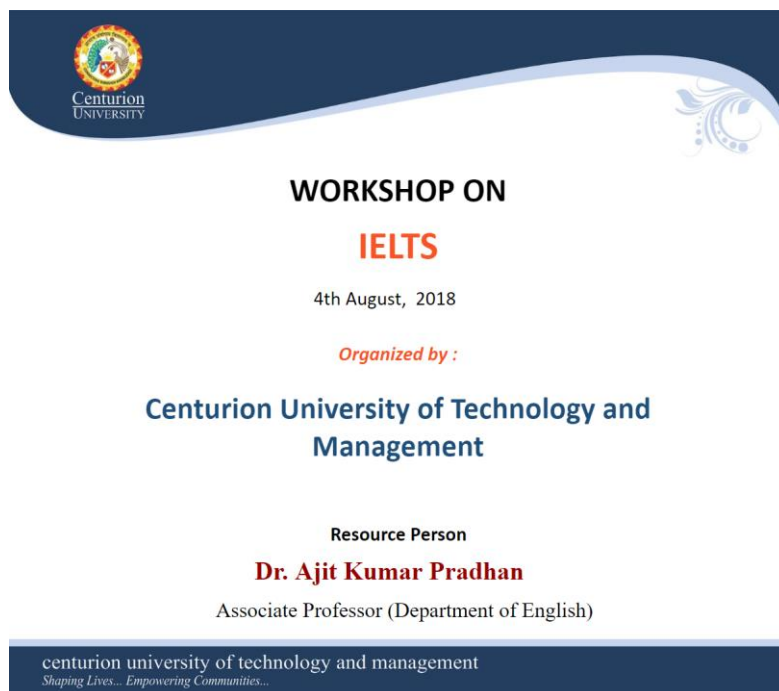 Centurion
UNIVERSITY
WORKSHOP ON
IELTS
4th August, 2018
Organized by :
Centurion University of Technology and
Management
Resource Person
Dr. Ajit Kumar Pradhan
Associate Professor (Department of English)
centurion university of technology and management
Shaping Lives... Empowering Communities...